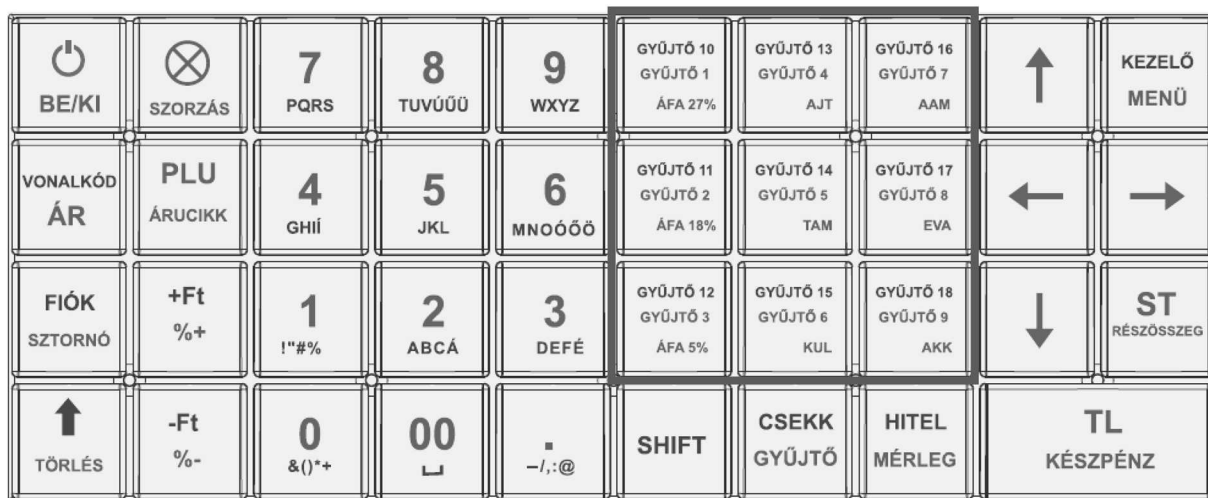 BE/KI
SZORZÁS
7
PQRS
8
TUVÚŰÜ
9
WXYZ
GYŰJTŐ 10
GYŰJTŐ 1
ÁFA 27%
GYŰJTŐ 13
GYŰJTŐ 4
AJT
GYŰJTŐ 16
GYŰJTŐ 7
AAM
KEZELŐ
MENÜ
VONALKÓD
ÁR
PLU
ÁRUCIKK
4
GHIÍ
5
JKL
6
MNOÓŐÖ
GYŰJTŐ 11
GYŰJTŐ 2
ÁFA 18%
GYŰJTŐ 14
GYŰJTŐ 5
TAM
GYŰJTŐ 17
GYŰJTŐ 8
EVA
FIÓK
SZTORNÓ
+Ft
%+
1
!"#%
2
ABCÁ
3
DEFÉ
GYŰJTŐ 12
GYŰJTŐ 3
ÁFA 5%
GYŰJTŐ 15
GYŰJTŐ 6
KUL
GYŰJTŐ 18
GYŰJTŐ 9
AKK
ST
RÉSZÖSSZEG
TÖRLÉS
-Ft
%-
0
&()*+
00
.
–/,:@
SHIFT
CSEKK
GYŰJTŐ
HITEL
MÉRLEG
TL
KÉSZPÉNZ